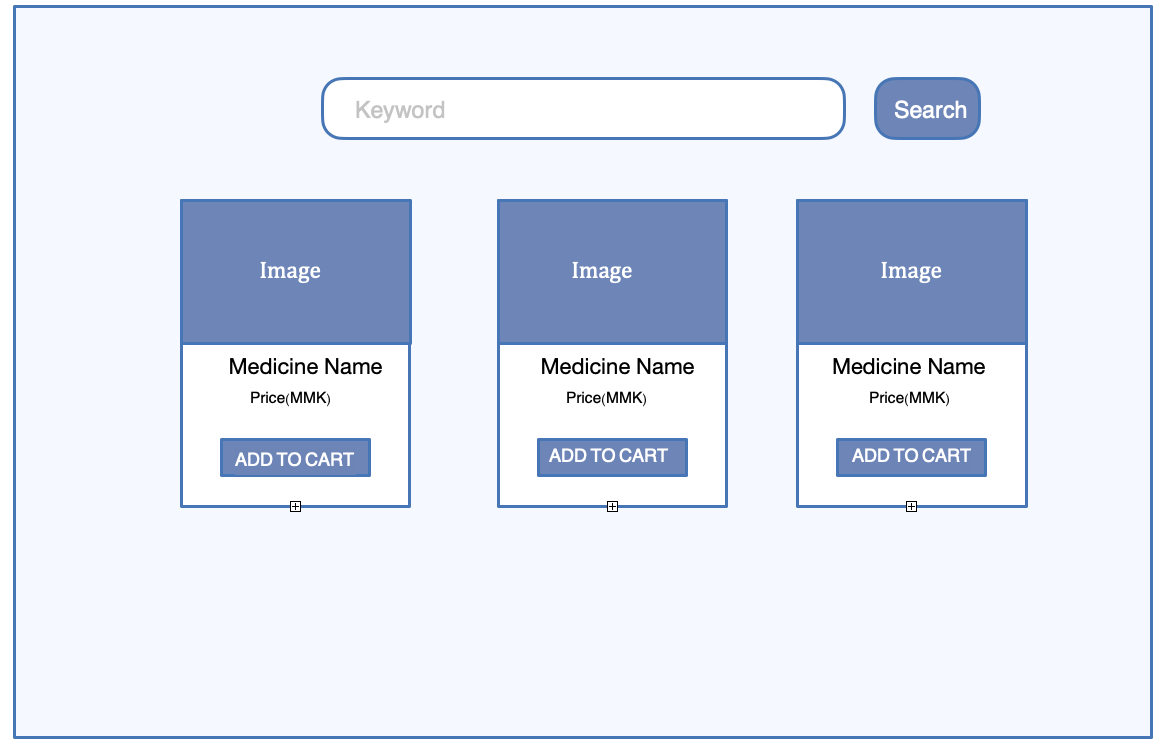 Keyword
Search
Image
Image
Image
Medicine Name
Medicine Name
Medicine Name
Price(MMK)
Price(MMK)
Price(MMK)
ADD TO CART
ADD TO CART
ADD TO CART